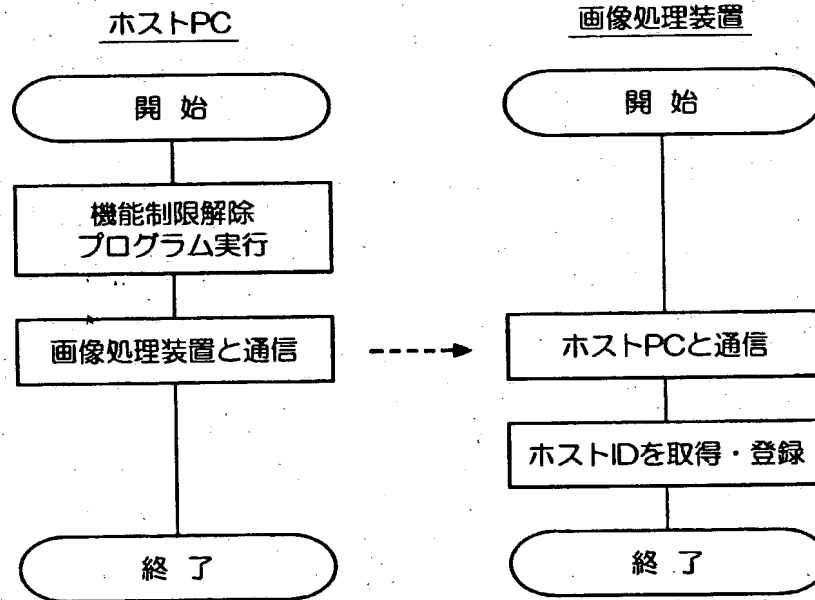 ホストPC
開 始
機能制限解除
プログラム実行
画像処理装置と通信
終 了
画像処理装置
開 始
ホストPCと通信
ホストIDを取得・登録
終 了